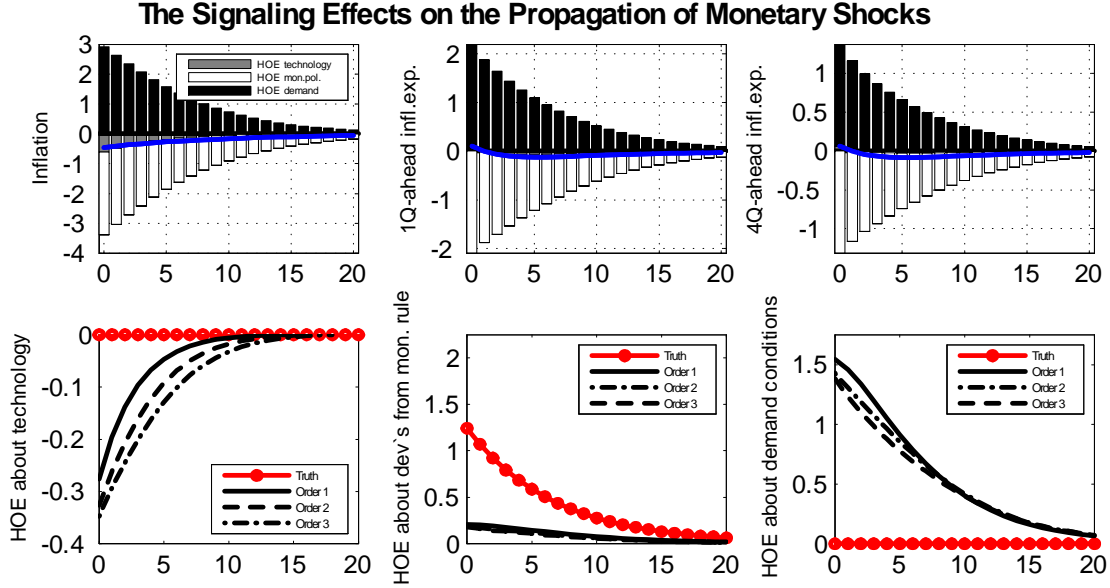 The Signaling Effects on the Propagation of Monetary Shocks
Inflation
3
2
1
0
-1
-2
-3
-4
HOE technology
HOE mon.pol.
HOE demand
0 5 10 15 20
1Q-ahead infl.exp.
2
1
0
-1
-2
0 5 10 15 20
4Q-ahead infl.exp.
1
0.5
0
-0.5
-1
0 5 10 15 20
HOE about technology
0
-0.1
-0.2
-0.3
-0.4
Truth
Order 1
Order 2
Order 3
0 5 10 15 20
HOE about dev`s from mon. rule
2
1.5
1
0.5
0
Truth
Order 1
Order 2
Order 3
0 5 10 15 20
HOE about demand conditions
1.5
1
0.5
0
Truth
Order 1
Order 2
Order 3
0 5 10 15 20